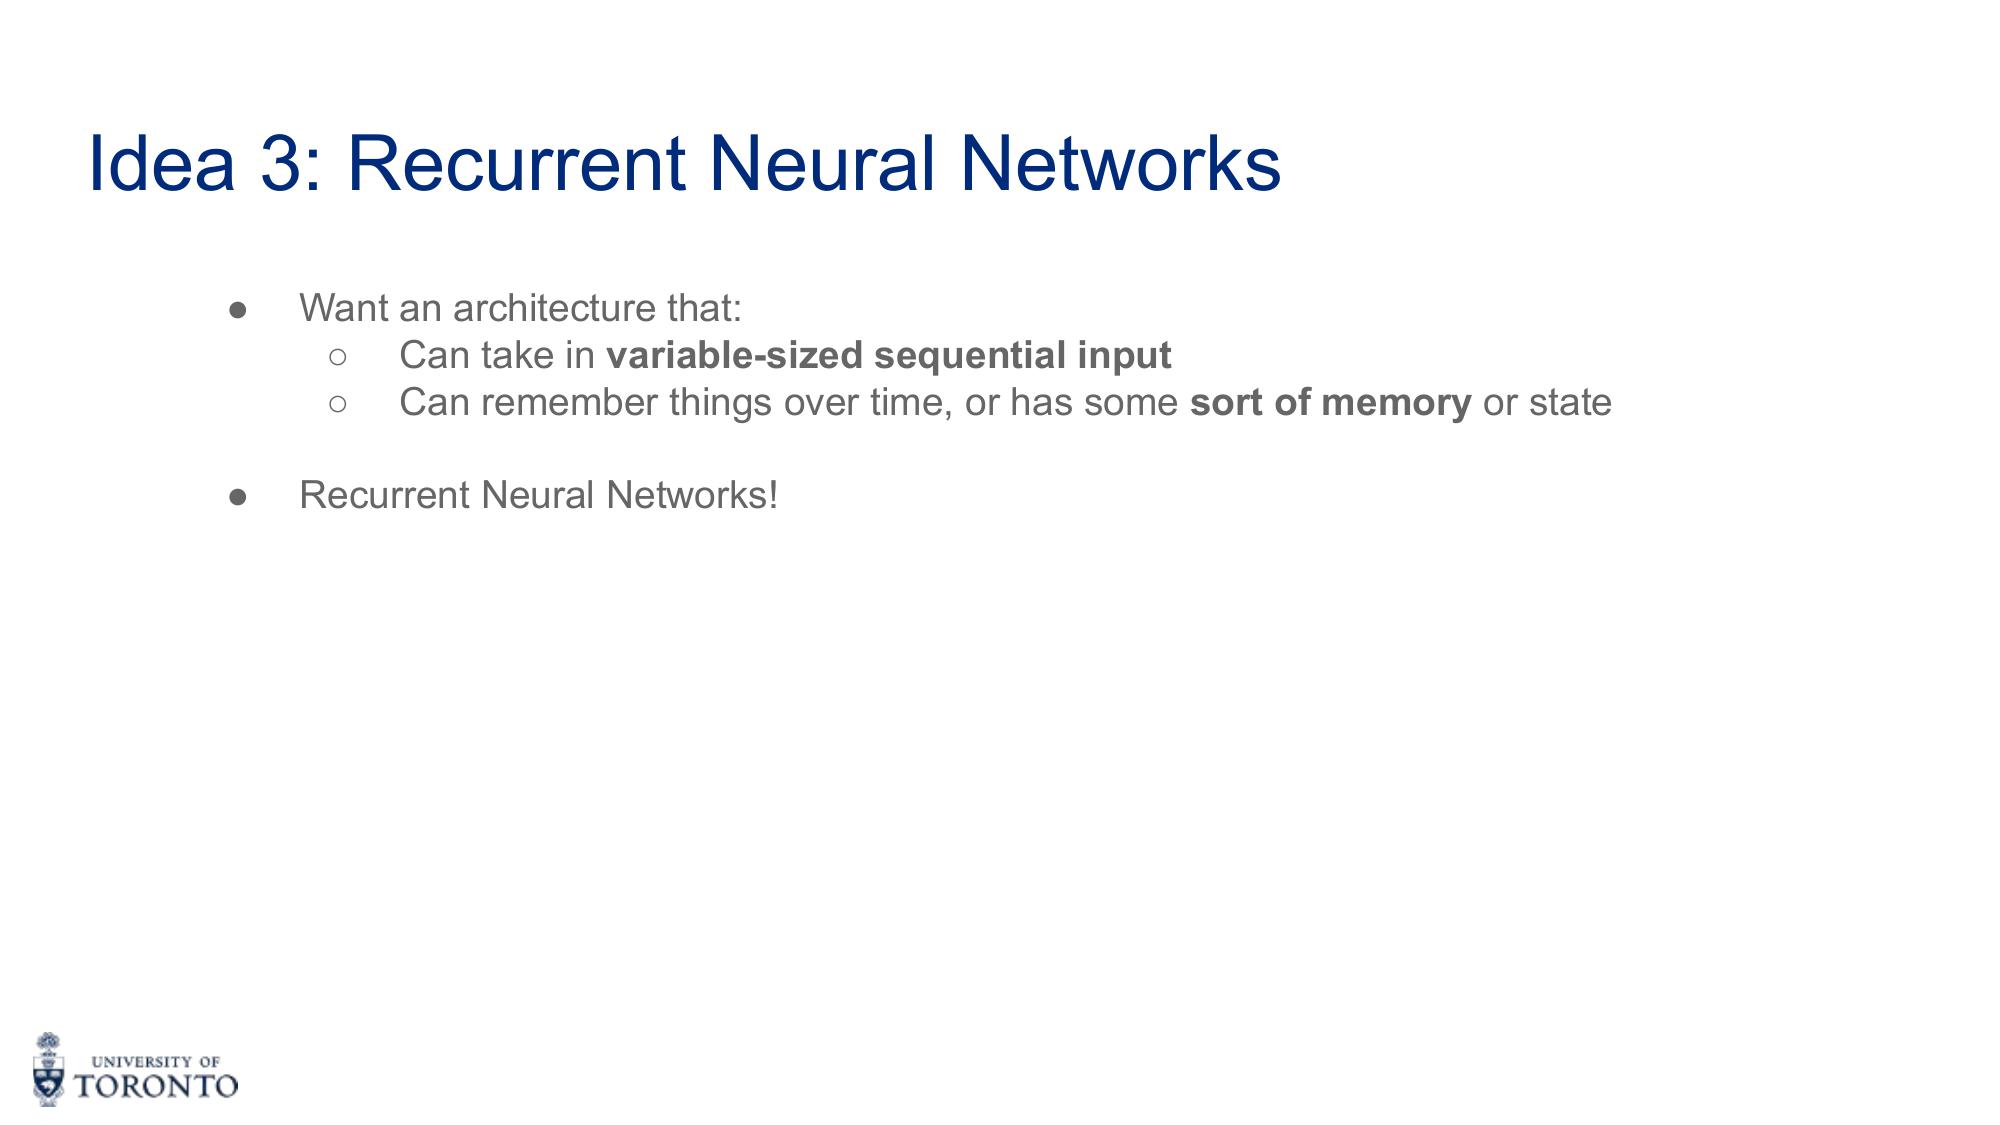 Idea 3: Recurrent Neural Networks
● Want an architecture that:
○ Can take in variable-sized sequential input
○ Can remember things over time, or has some sort of memory or state
● Recurrent Neural Networks!
UNIVERSITY OF
TORONTO